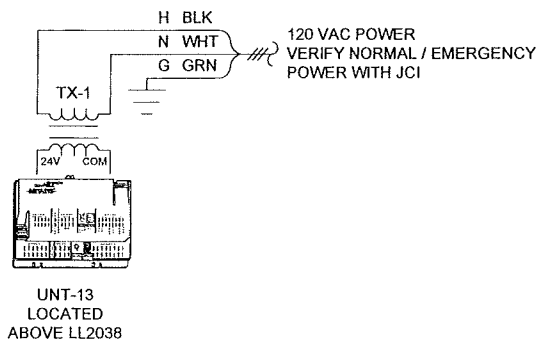 H BLK
N WHT
G GRN
120 VAC POWER
VERIFY NORMAL / EMERGENCY
POWER WITH JCI
TX-1
24V COM
UNT-13
LOCATED
ABOVE LL2038